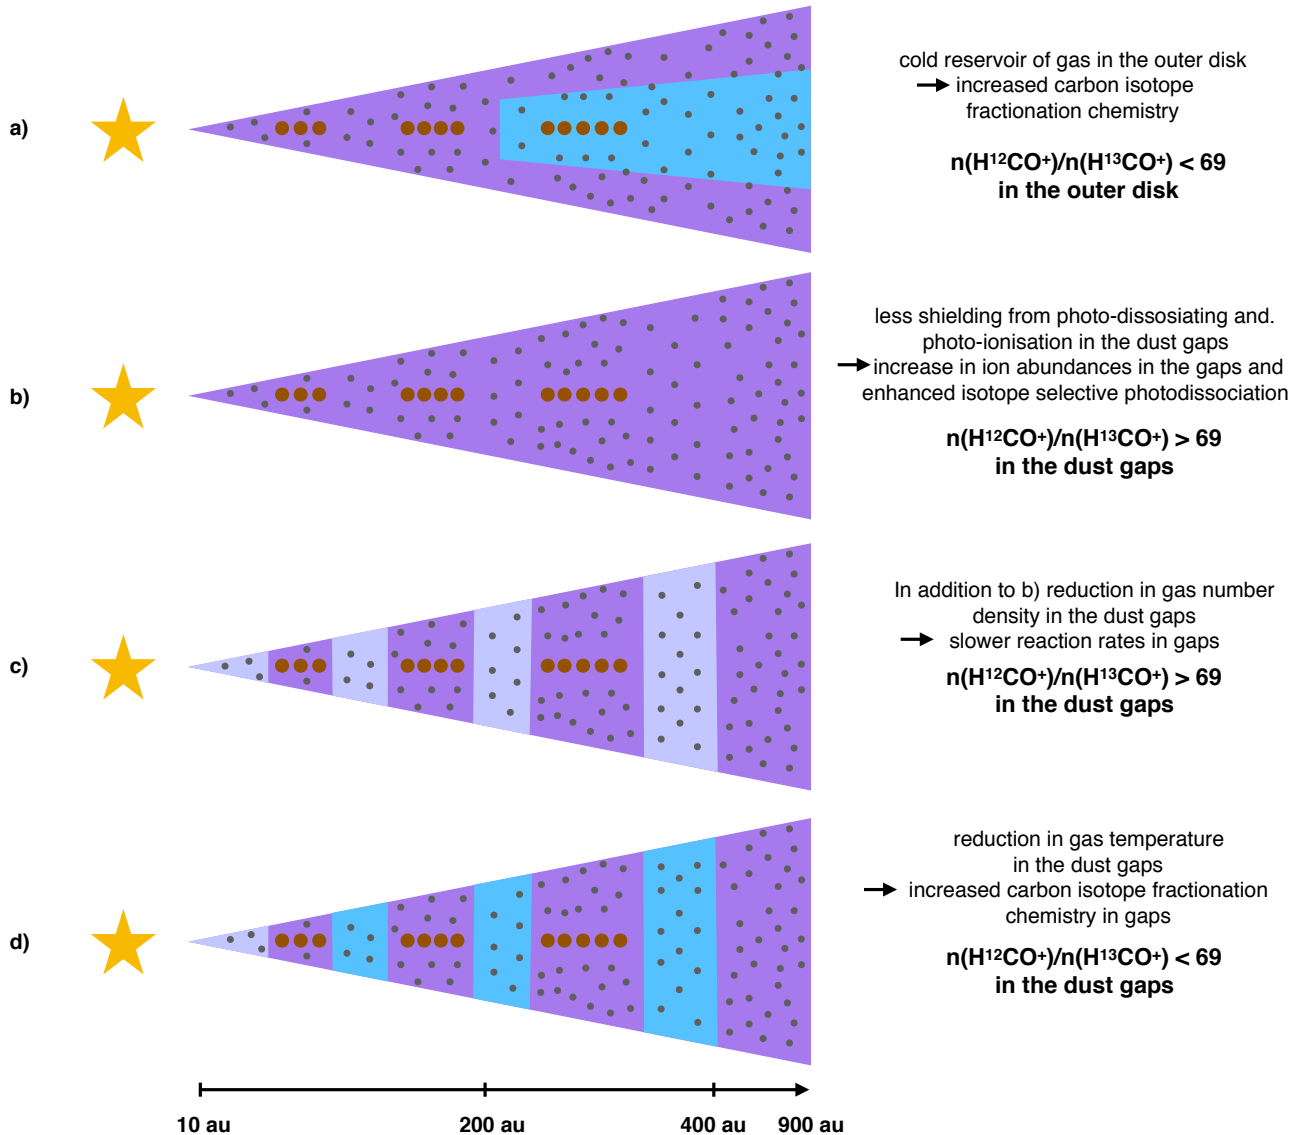 a)
cold reservoir of gas in the outer disk
increased carbon isotope
fractionation chemistry
n(H¹²CO⁺)/n(H¹³CO⁺) < 69
in the outer disk
b)
less shielding from photo-dissosiating and.
photo-ionisation in the dust gaps
increase in ion abundances in the gaps and
enhanced isotope selective photodissociation
n(H¹²CO⁺)/n(H¹³CO⁺) > 69
in the dust gaps
c)
In addition to b) reduction in gas number
density in the dust gaps
slower reaction rates in gaps
n(H¹²CO⁺)/n(H¹³CO⁺) > 69
in the dust gaps
d)
reduction in gas temperature
in the dust gaps
increased carbon isotope fractionation
chemistry in gaps
n(H¹²CO⁺)/n(H¹³CO⁺) < 69
in the dust gaps
10 au 200 au 400 au 900 au